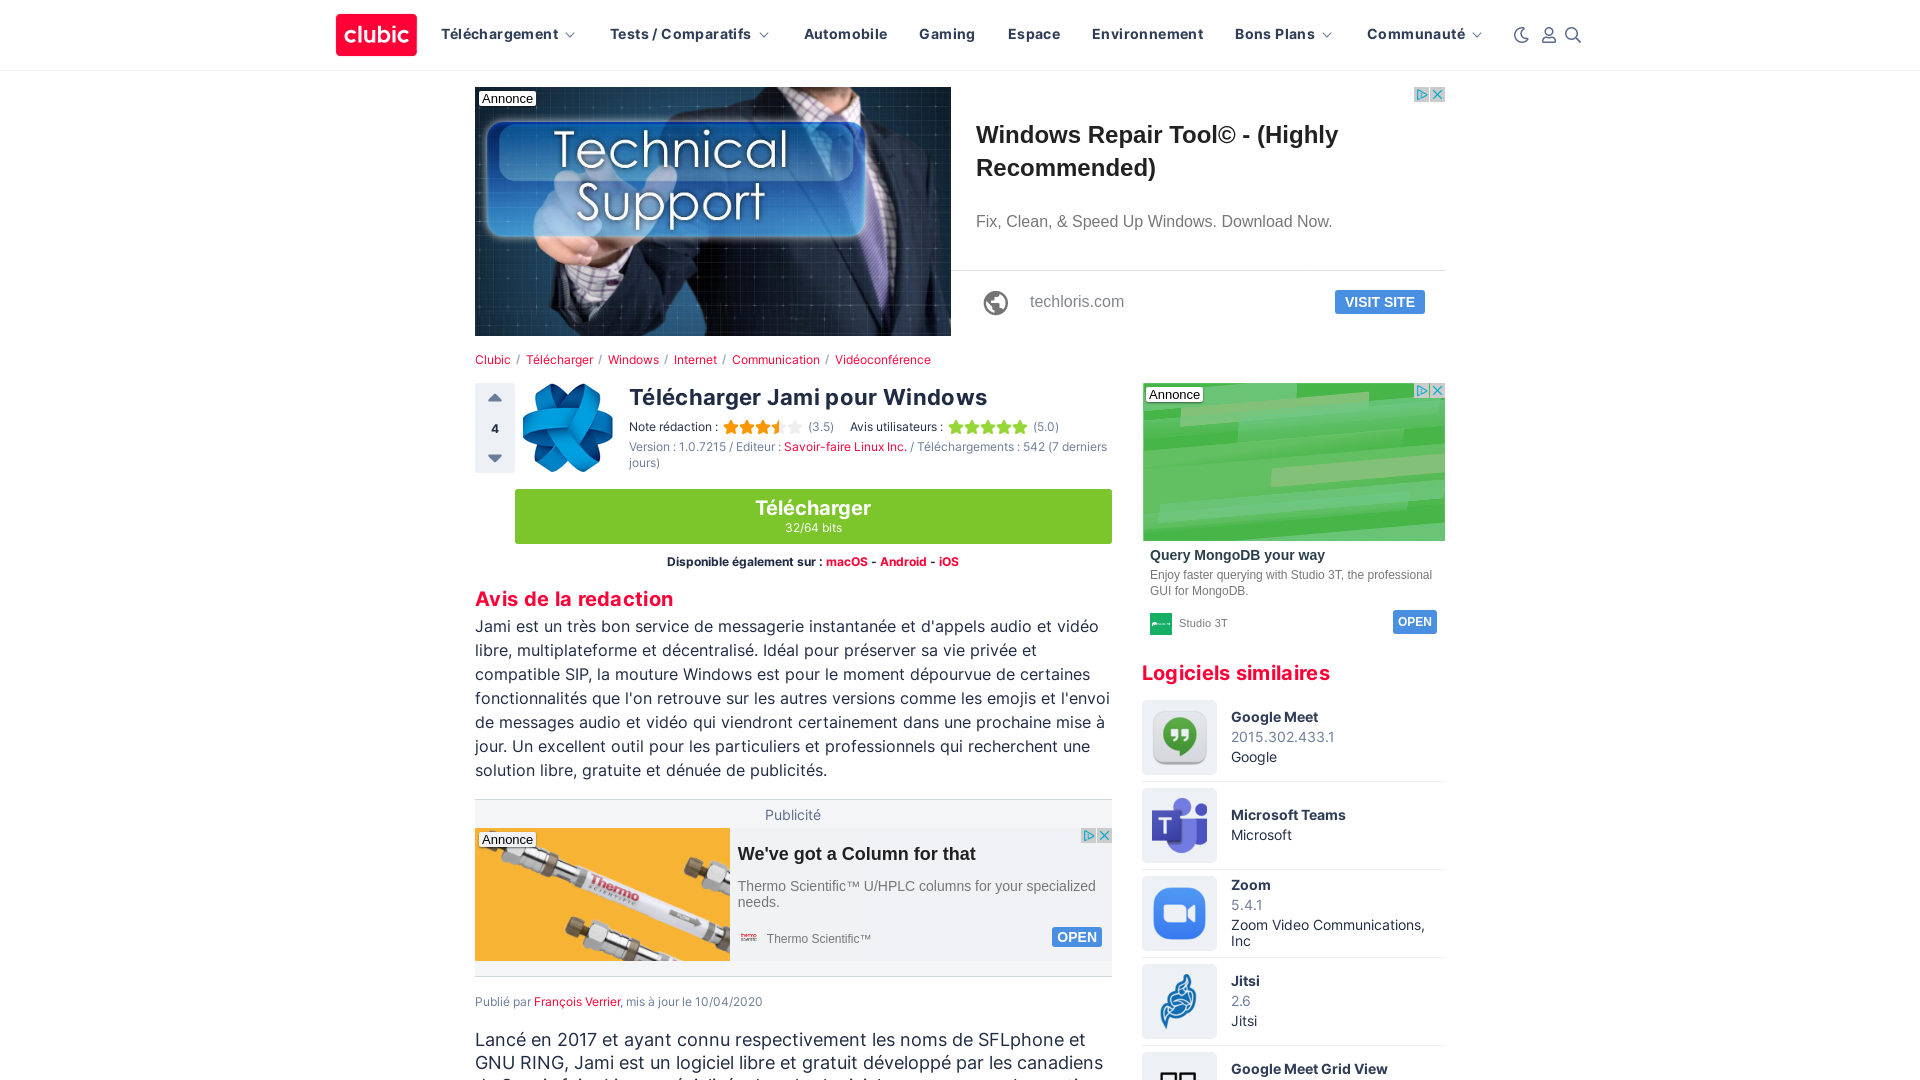 clubic
Téléchargement
Tests / Comparatifs
Automobile
Gaming
Espace
Environnement
Bons Plans
Communauté
Annonce
Technical
Support
Windows Repair Tool© - (Highly
Recommended)
Fix, Clean, & Speed Up Windows. Download Now.
techloris.com
VISIT SITE
Clubic / Télécharger / Windows / Internet / Communication / Vidéoconférence
4
Télécharger Jami pour Windows
Note rédaction : (3.5) Avis utilisateurs : (5.0)
Version : 1.0.7215 / Editeur : Savoir-faire Linux Inc. / Téléchargements : 542 (7 derniers
jours)
Télécharger
32/64 bits
Disponible également sur : macOS - Android - iOS
Avis de la redaction
Jami est un très bon service de messagerie instantanée et d'appels audio et vidéo
libre, multiplateforme et décentralisé. Idéal pour préserver sa vie privée et
compatible SIP, la mouture Windows est pour le moment dépourvue de certaines
fonctionnalités que l'on retrouve sur les autres versions comme les emojis et l'envoi
de messages audio et vidéo qui viendront certainement dans une prochaine mise à
jour. Un excellent outil pour les particuliers et professionnels qui recherchent une
solution libre, gratuite et dénuée de publicités.
Publicité
Annonce
Thermo
SCIENTIFIC
We've got a Column for that
Thermo Scientific™ U/HPLC columns for your specialized
needs.
Thermo Scientific™
OPEN
Publié par François Verrier, mis à jour le 10/04/2020
Lancé en 2017 et ayant connu respectivement les noms de SFLphone et
GNU RING, Jami est un logiciel libre et gratuit développé par les canadiens
Annonce
Query MongoDB your way
Enjoy faster querying with Studio 3T, the professional
GUI for MongoDB.
Studio 3T
OPEN
Logiciels similaires
Google Meet
2015.302.433.1
Google
Microsoft Teams
Microsoft
Zoom
5.4.1
Zoom Video Communications,
Inc
Jitsi
2.6
Jitsi
Google Meet Grid View